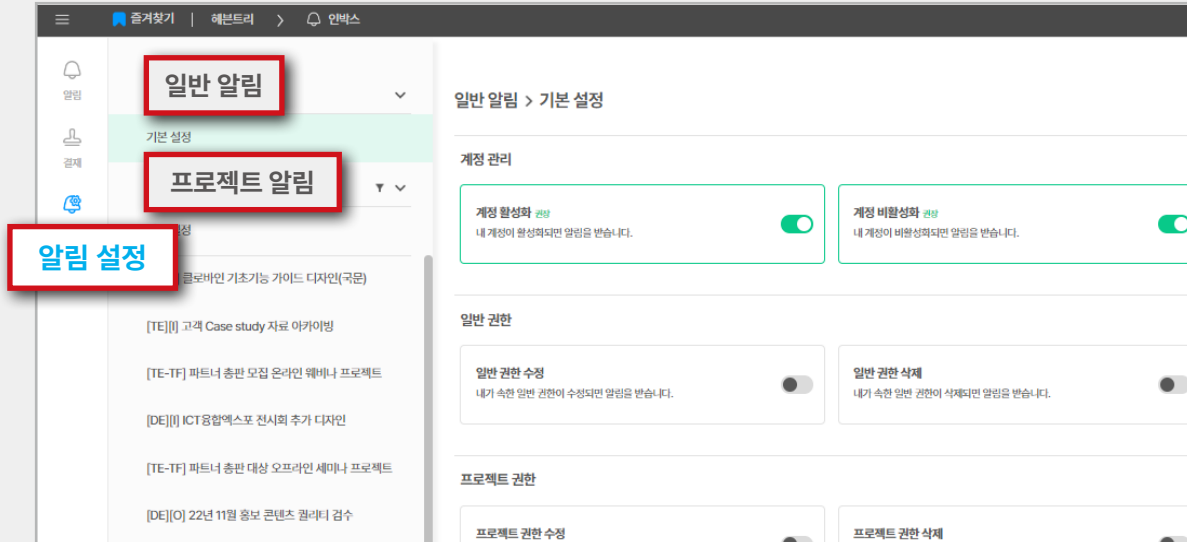 즐겨찾기 | 헤븐트리 > 인박스
알림
결재
알림 설정
일반 알림
기본 설정
프로젝트 알림
클로바인 기초기능 가이드 디자인(국문)
[TE][I] 고객 Case study 자료 아카이빙
[TE-TF] 파트너 총판 모집 온라인 웨비나 프로젝트
[DE][I] ICT융합엑스포 전시회 추가 디자인
[TE-TF] 파트너 총판 대상 오프라인 세미나 프로젝트
[DE][O] 22년 11월 홍보 콘텐츠 퀄리티 검수
일반 알림 > 기본 설정
계정 관리
계정 활성화 권장
내 계정이 활성화되면 알림을 받습니다.
계정 비활성화 권장
내 계정이 비활성화되면 알림을 받습니다.
일반 권한
일반 권한 수정
내가 속한 일반 권한이 수정되면 알림을 받습니다.
일반 권한 삭제
내가 속한 일반 권한이 삭제되면 알림을 받습니다.
프로젝트 권한
프로젝트 권한 수정
프로젝트 권한 삭제